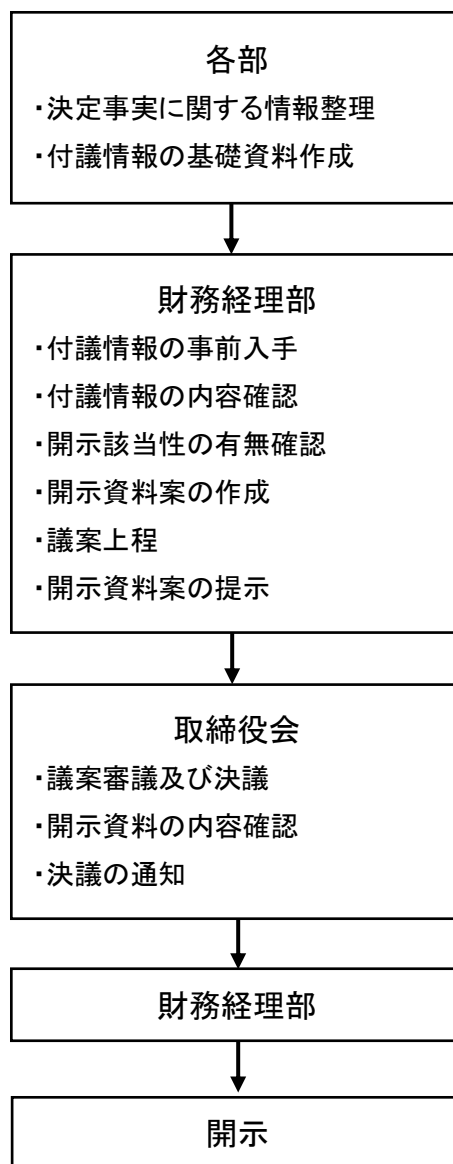 各部
・決定事実に関する情報整理
・付議情報の基礎資料作成
財務経理部
・付議情報の事前入手
・付議情報の内容確認
・開示該当性の有無確認
・開示資料案の作成
・議案上程
・開示資料案の提示
取締役会
・議案審議及び決議
・開示資料の内容確認
・決議の通知
財務経理部
開示